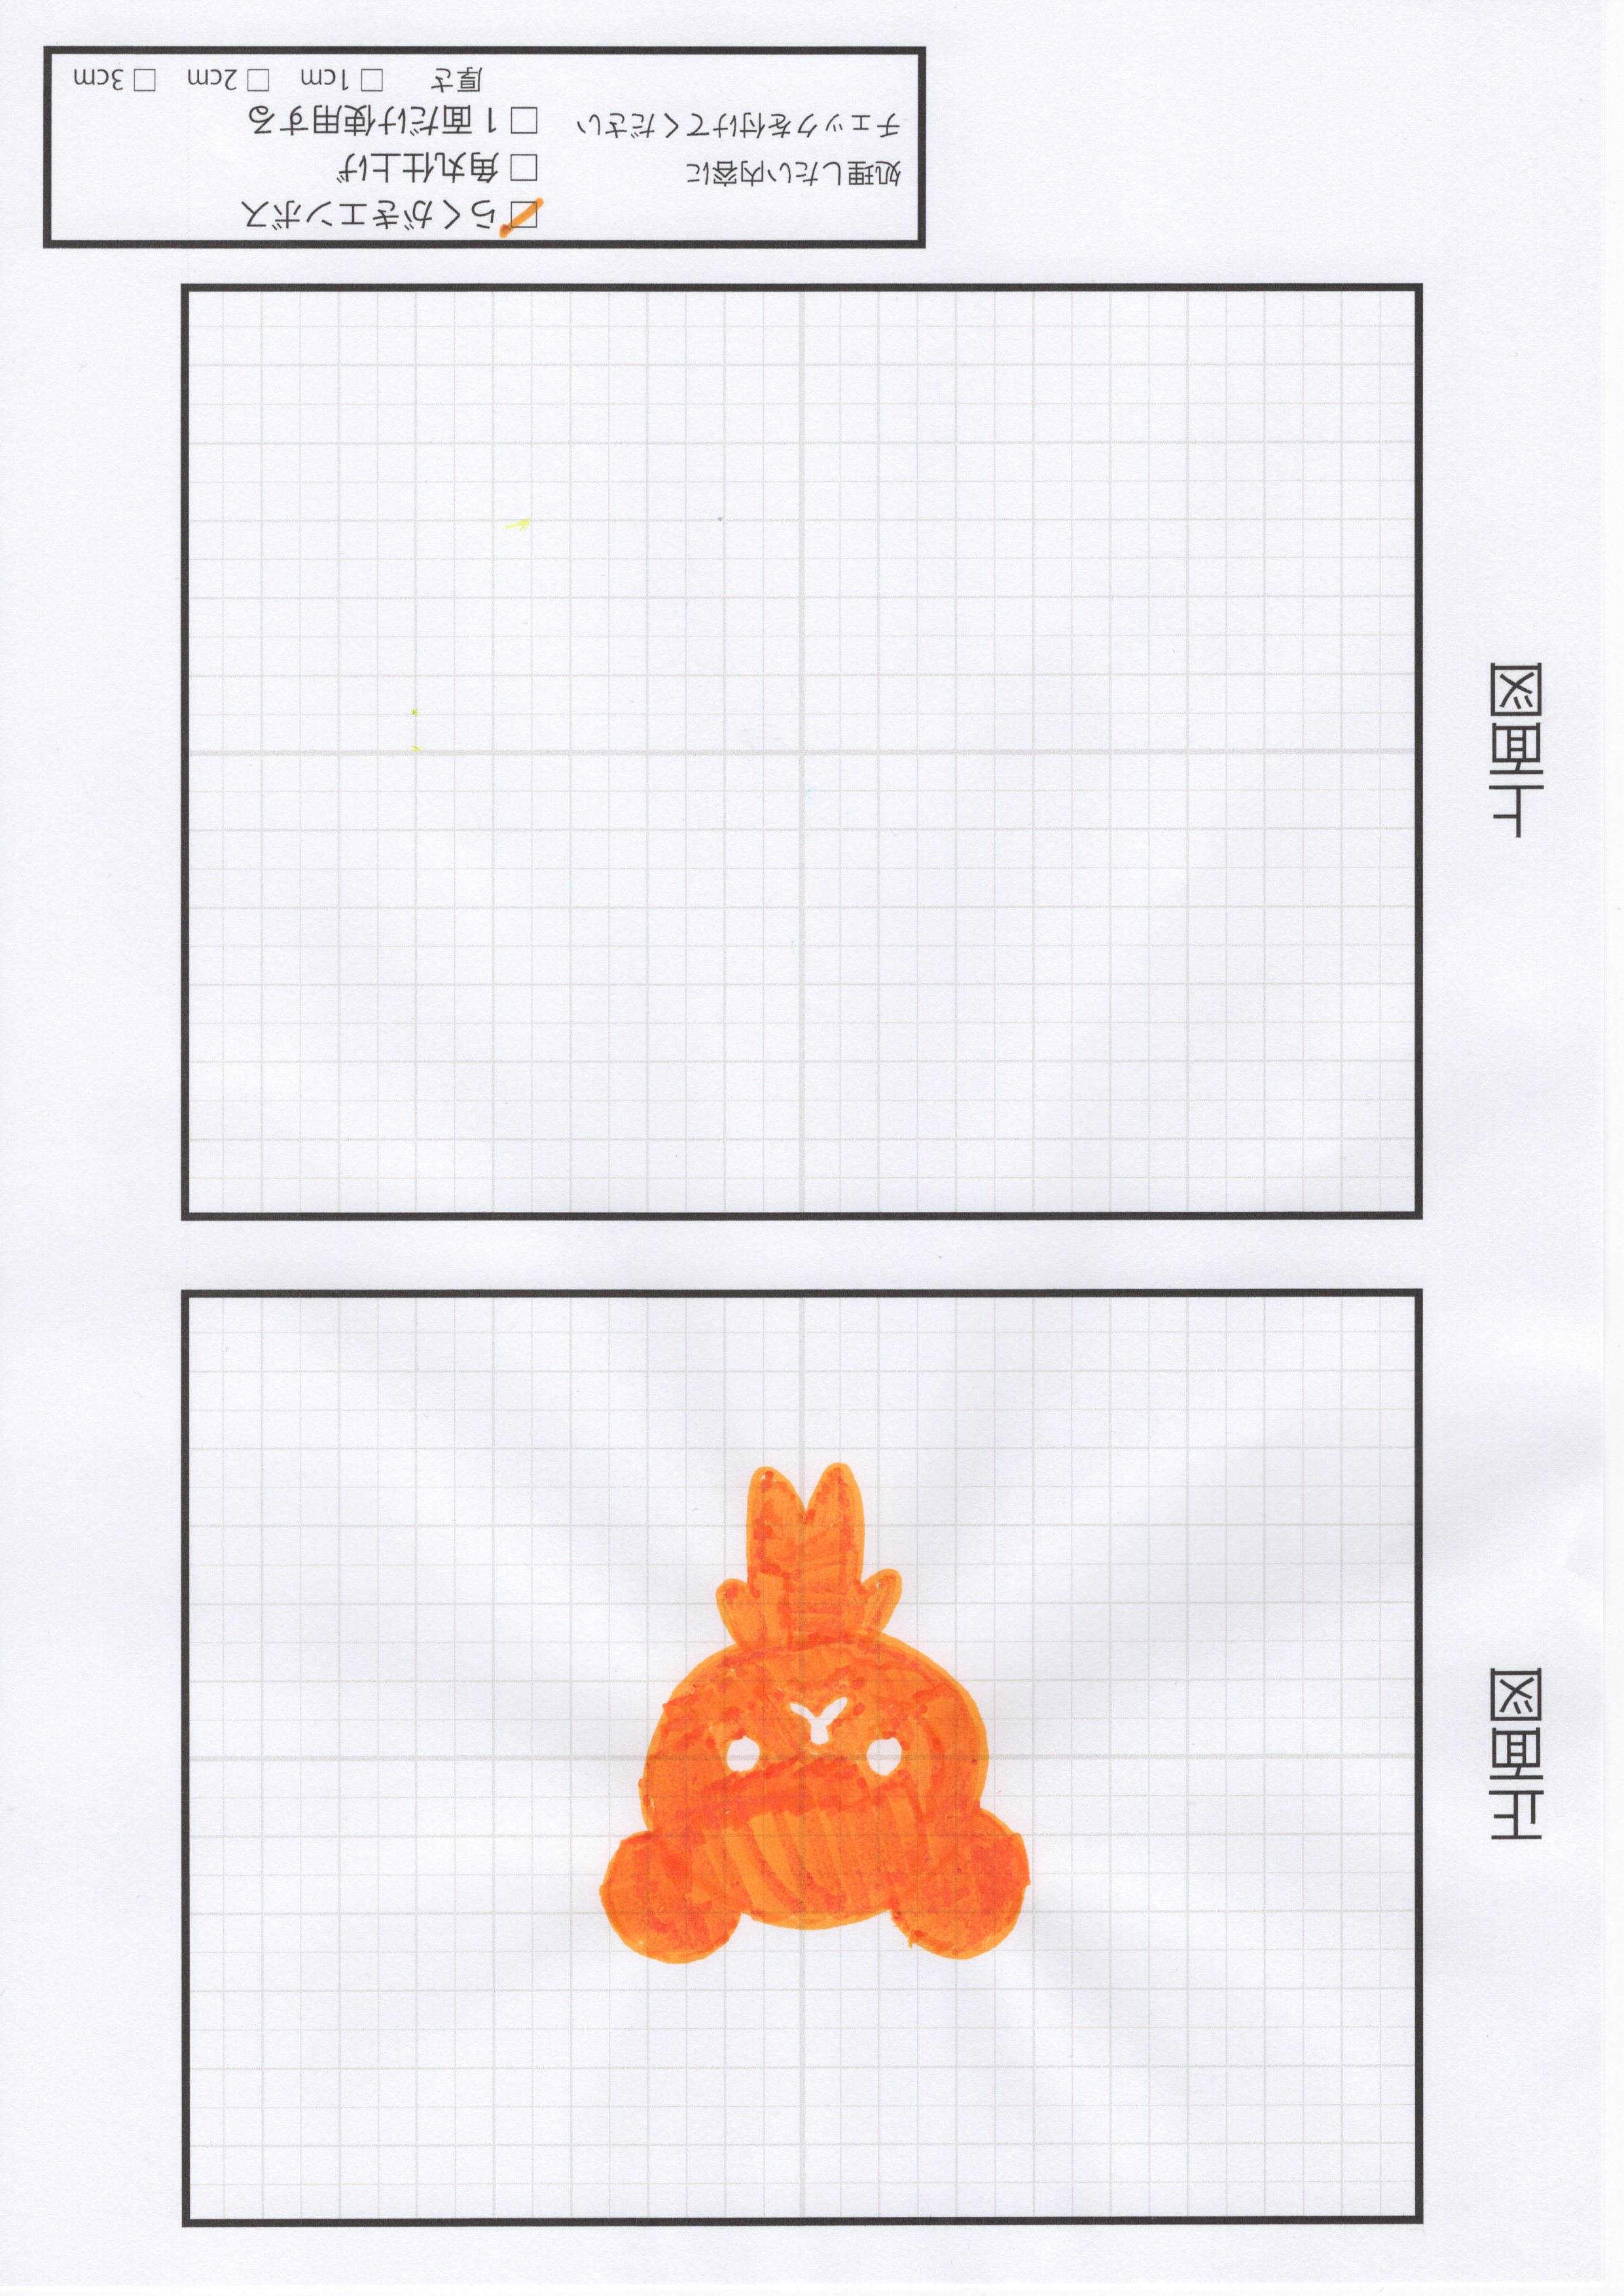 正面図
上面図
処理したい内容に
チェックを付けてください
☑ らくがきエンボス
□ 角丸仕上げ
□ 1面だけ使用する
厚さ □ 1cm □ 2cm □ 3cm